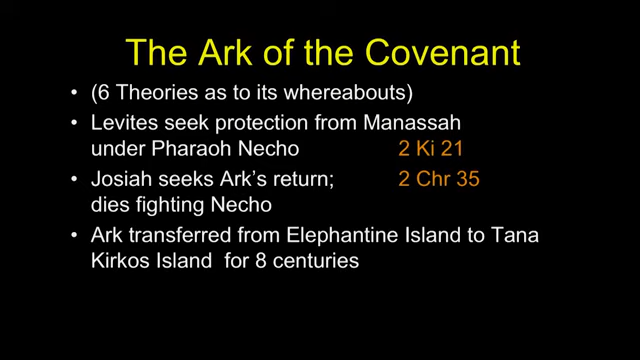 The Ark of the Covenant
• (6 Theories as to its whereabouts)
• Levites seek protection from Manassah
under Pharaoh Necho 2 Ki 21
• Josiah seeks Ark's return; 2 Chr 35
dies fighting Necho
• Ark transferred from Elephantine Island to Tana
Kirkos Island for 8 centuries